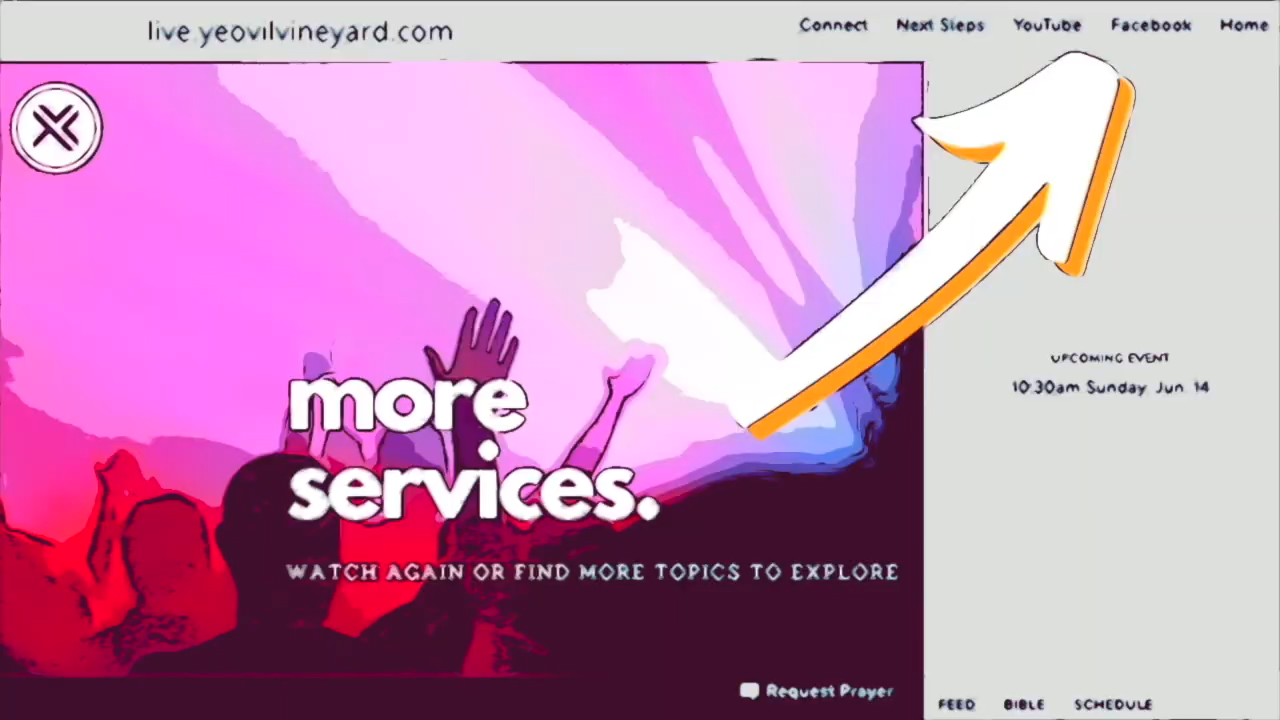 live.yeovilvineyard.com
Connect Next Steps YouTube Facebook Home
more
services.
WATCH AGAIN OR FIND MORE TOPICS TO EXPLORE
UPCOMING EVENT
10:30am Sunday, Jun. 14
Request Prayer
FEED BIBLE SCHEDULE